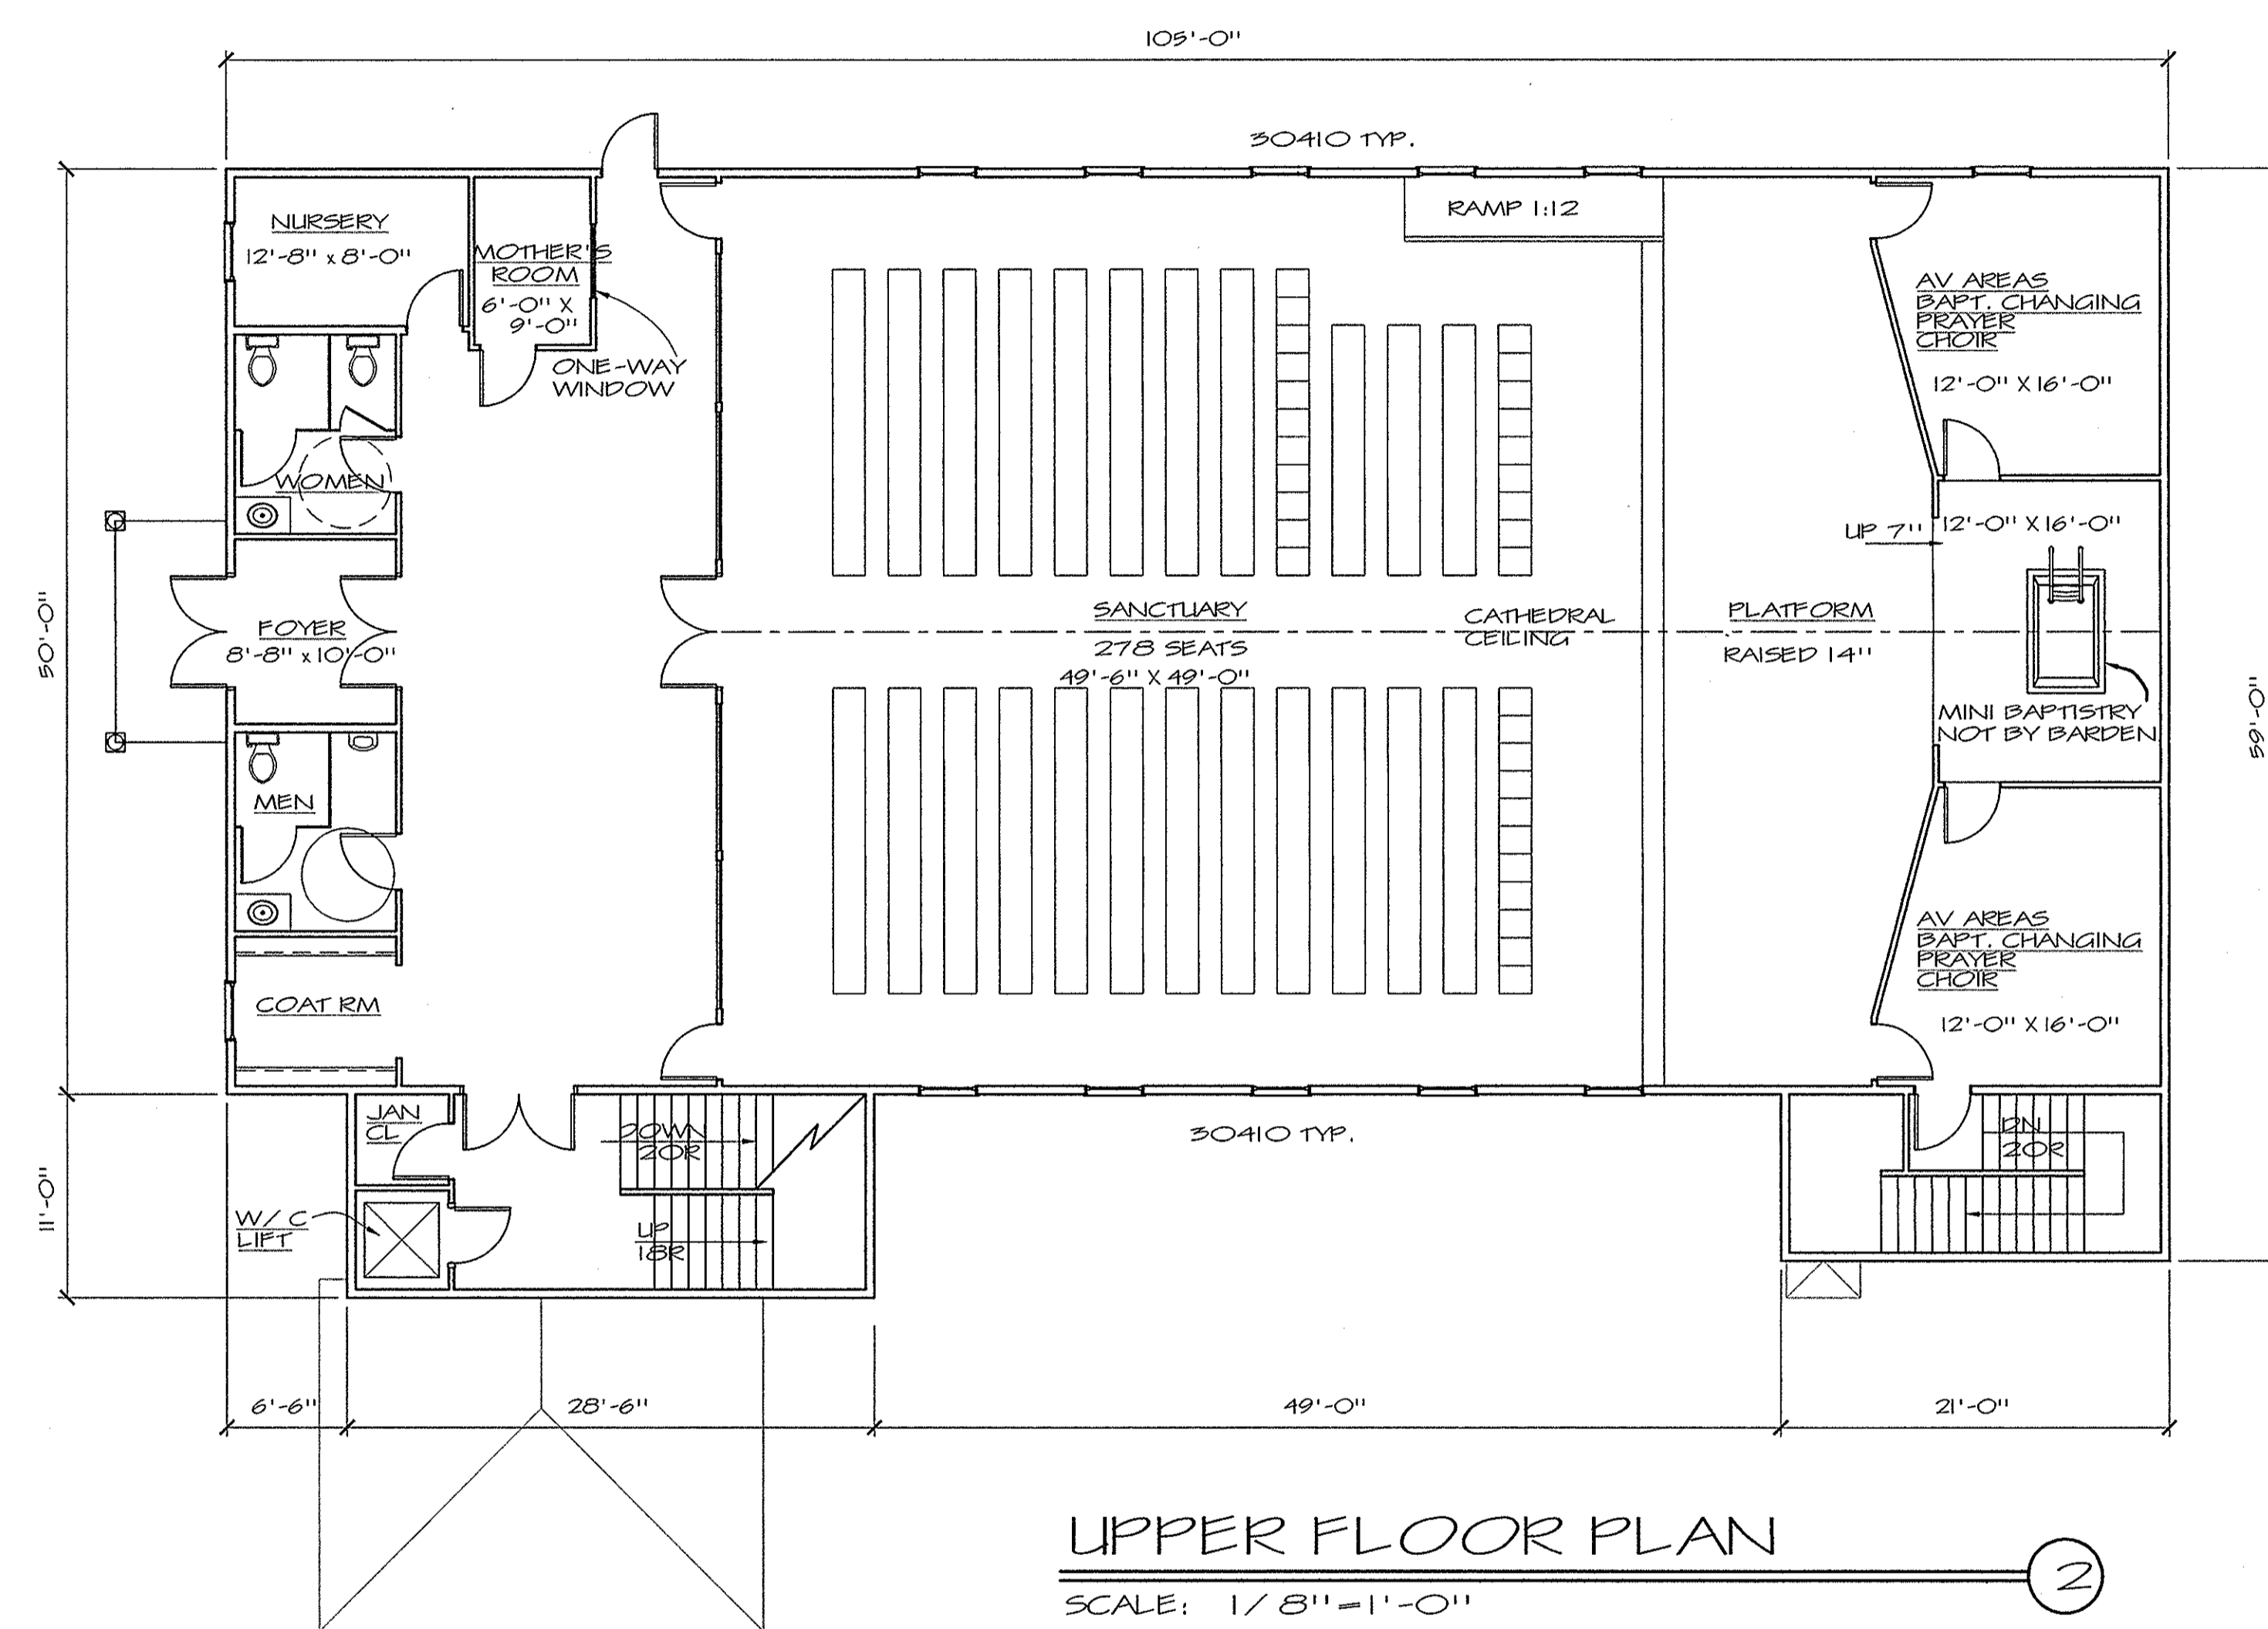 105'-0"
30410 TYP.
NURSERY
12'-8" x 8'-0"
MOTHER'S
ROOM
6'-0" X
9'-0"
ONE-WAY
WINDOW
RAMP 1:12
AV AREAS
BAPT. CHANGING
PRAYER
CHOIR
12'-0" X 16'-0"
WOMEN
UP 7"
12'-0" X 16'-0"
50'-0"
FOYER
8'-8" x 10'-0"
SANCTUARY
278 SEATS
49'-6" X 49'-0"
CATHEDRAL
CEILING
PLATFORM
RAISED 14"
MINI BAPTISTRY
NOT BY BARDEN
59'-0"
MEN
AV AREAS
BAPT. CHANGING
PRAYER
CHOIR
12'-0" X 16'-0"
COAT RM
JAN
CL
DOWN
20R
30410 TYP.
DN
20R
11'-0"
W/C
LIFT
UP
18R
6'-6"
28'-6"
49'-0"
21'-0"
UPPER FLOOR PLAN
2
SCALE: 1/8"=1'-0"